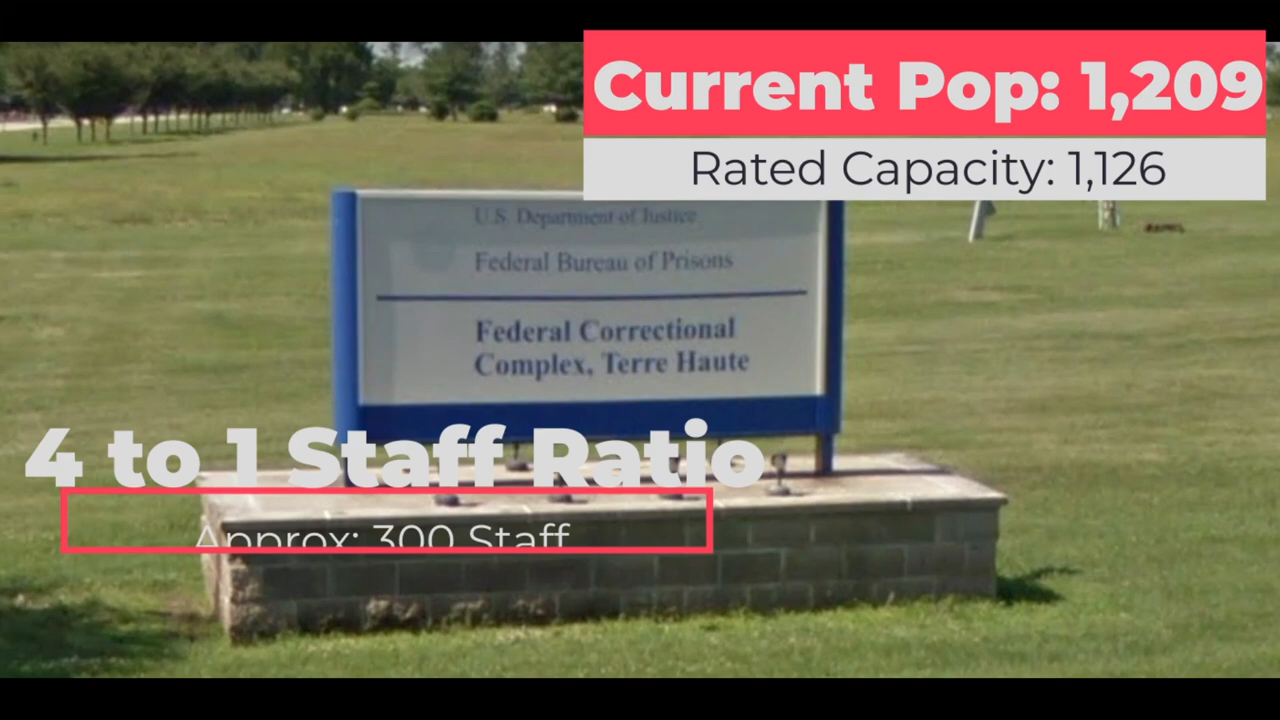 Current Pop: 1,209
Rated Capacity: 1,126
U.S. Department of Justice
Federal Bureau of Prisons
Federal Correctional
Complex, Terre Haute
4 to 1 Staff Ratio
Approx: 300 Staff